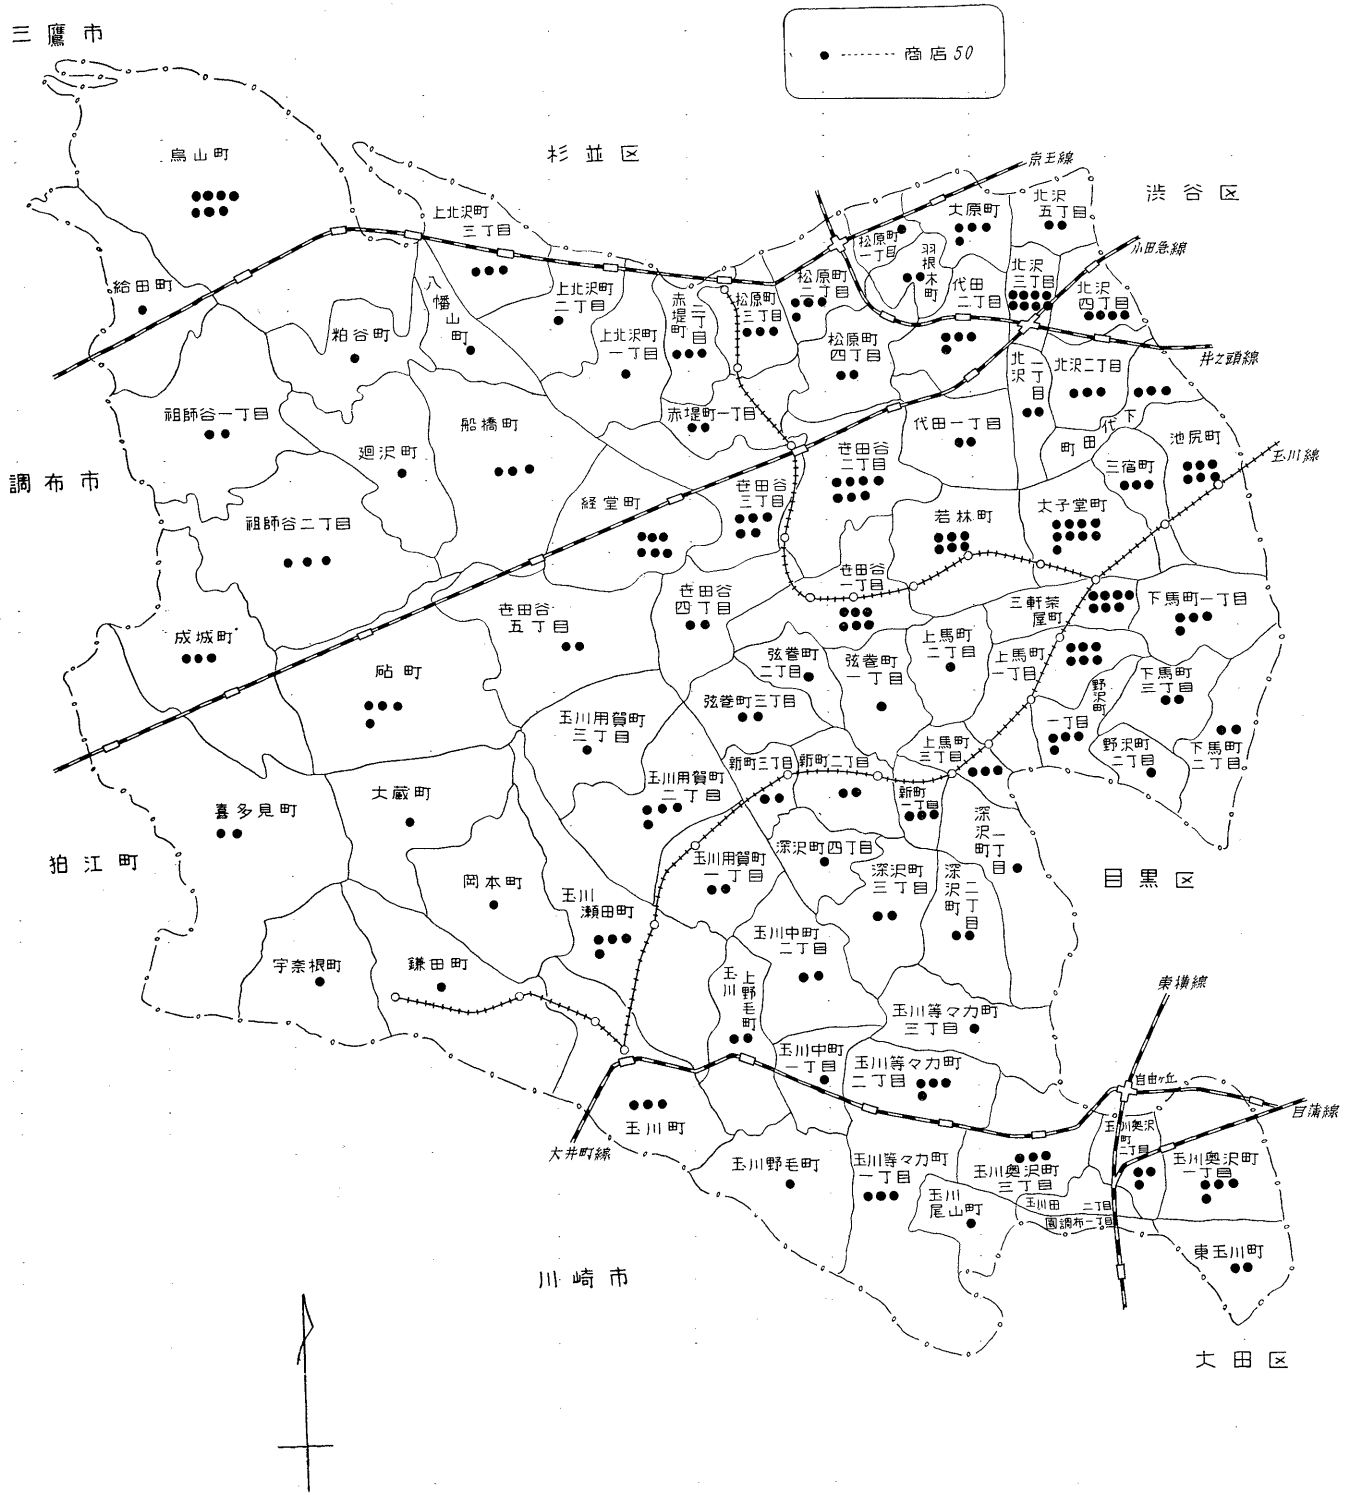 三鷹市
商店50
杉並区
渋谷区
京王線
小田急線
井之頭線
玉川線
調布市
狛江町
目黒区
東横線
自由ヶ丘
目蒲線
大井町線
川崎市
大田区
烏山町
給田町
上北沢町
三丁目
八幡山町
上北沢町
二丁目
上北沢町
一丁目
粕谷町
赤堤町二丁目
松原町
三丁目
松原町
二丁目
松原町
一丁目
松原町
四丁目
羽根木町
大原町
代田
二丁目
北沢
五丁目
北沢
三丁目
北沢
四丁目
北沢一丁目
北沢二丁目
祖師谷一丁目
廻沢町
船橋町
赤堤町一丁目
代田一丁目
下代田町
三宿町
池尻町
祖師谷二丁目
経堂町
世田谷
三丁目
世田谷
二丁目
若林町
太子堂町
世田谷
一丁目
世田谷
四丁目
世田谷
五丁目
三軒茶屋町
下馬町一丁目
成城町
砧町
弦巻町
二丁目
弦巻町
一丁目
上馬町
二丁目
上馬町
一丁目
野沢町
一丁目
下馬町
三丁目
下馬町
二丁目
野沢町
二丁目
弦巻町三丁目
上馬町
三丁目
玉川用賀町
三丁目
玉川用賀町
二丁目
新町三丁目
新町二丁目
新町
一丁目
喜多見町
大蔵町
岡本町
玉川
瀬田町
玉川用賀町
一丁目
深沢町四丁目
深沢町
三丁目
深沢町二丁目
深沢町一丁目
宇奈根町
鎌田町
玉川中町
二丁目
玉川上野毛町
玉川中町
一丁目
玉川等々力町
三丁目
玉川等々力町
二丁目
玉川町
玉川野毛町
玉川等々力町
一丁目
玉川奥沢町
三丁目
玉川奥沢
町
二丁目
玉川奥沢町
一丁目
玉川
尾山町
玉川田 二丁目
園調布一丁目
東玉川町